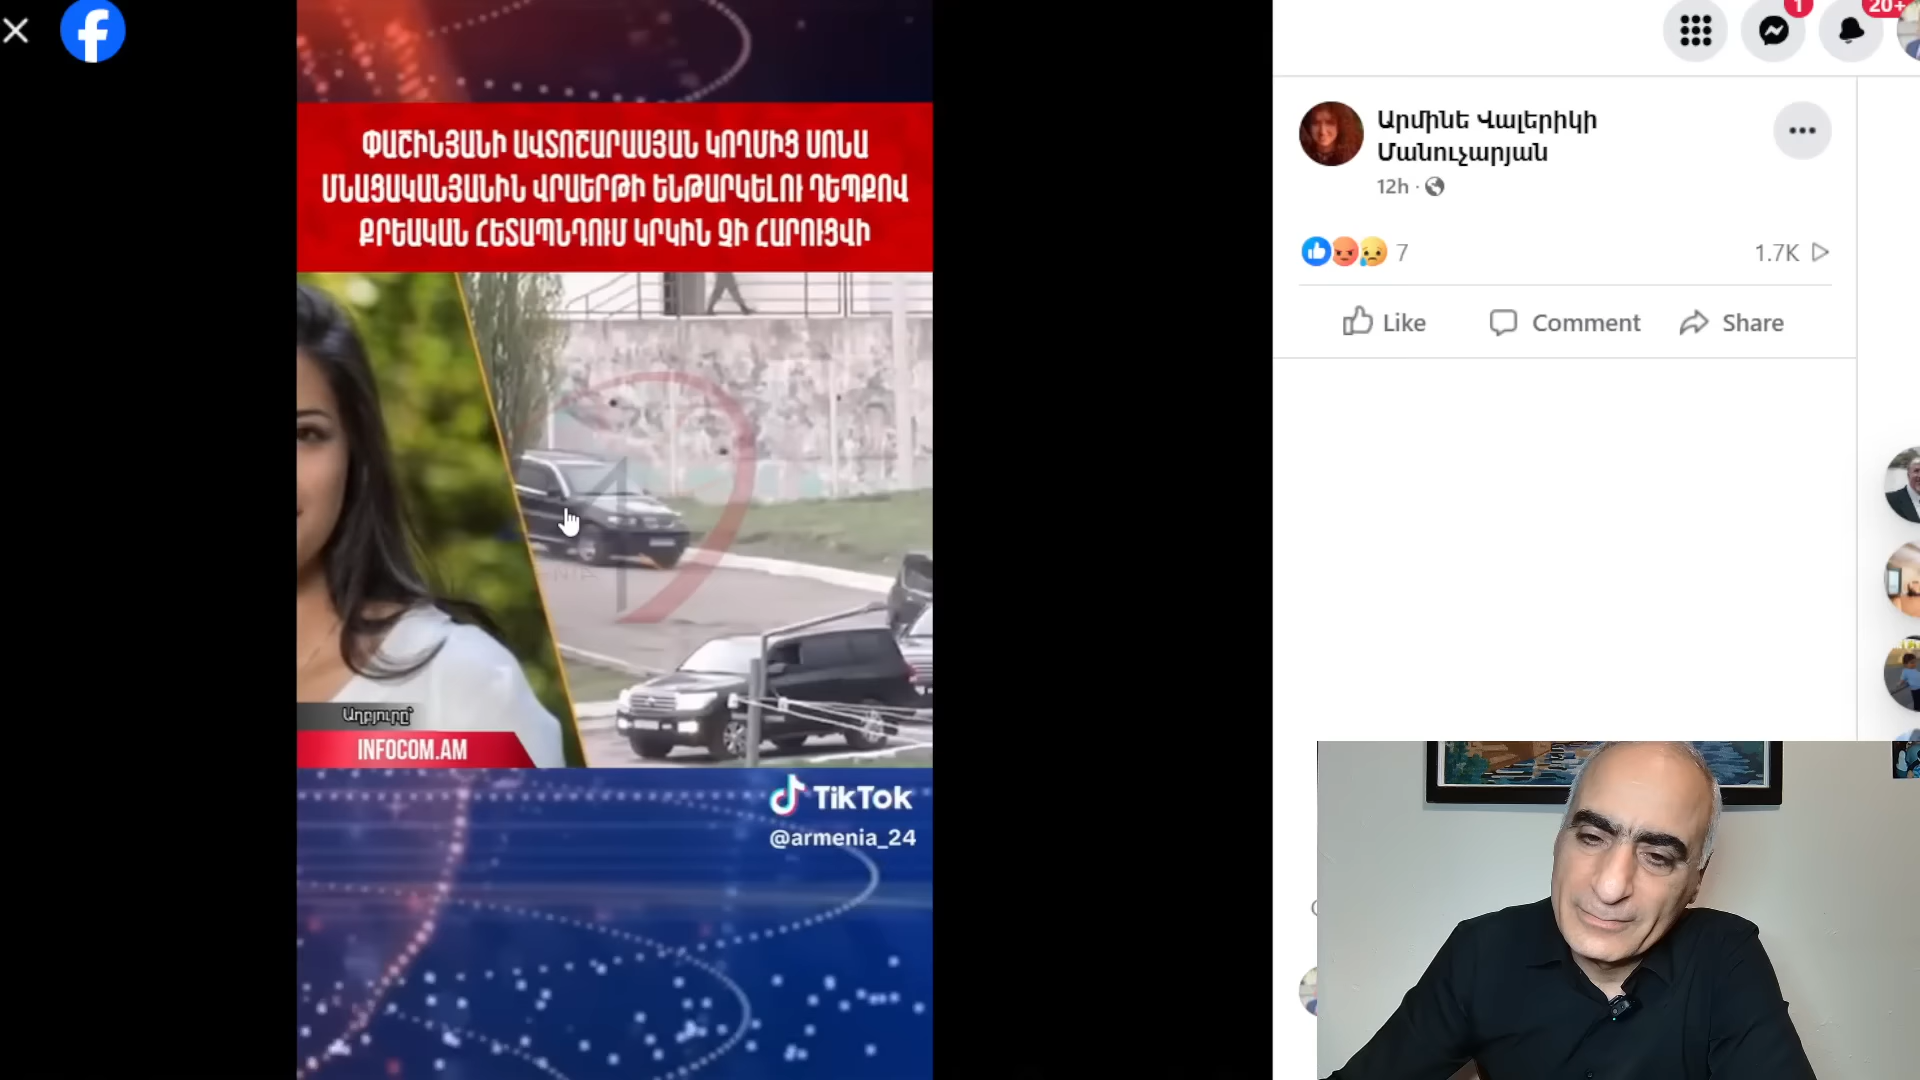 ՓԱՇԻՆՅԱՆԻ ԱՎՏՈՇԱՐԱՍՅԱՆ ԿՈՂՄԻՑ ՍՈՆԱ
ՄՆԱՑԱԿԱՆՅԱՆԻՆ ՎՐԱԵՐԹԻ ԵՆԹԱՐԿԵԼՈՒ ԴԵՊՔՈՎ
ՔՐԵԱԿԱՆ ՀԵՏԱՊՆԴՈՒՄ ԿՐԿԻՆ ՉԻ ՀԱՐՈՒՑՎԻ
Աղբյուրը՝
INFOCOM.AM
TikTok
@armenia_24
1
20+
Արմինե Վալերիկի
Մանուչարյան
12h ·
7
1.7K
Like
Comment
Share